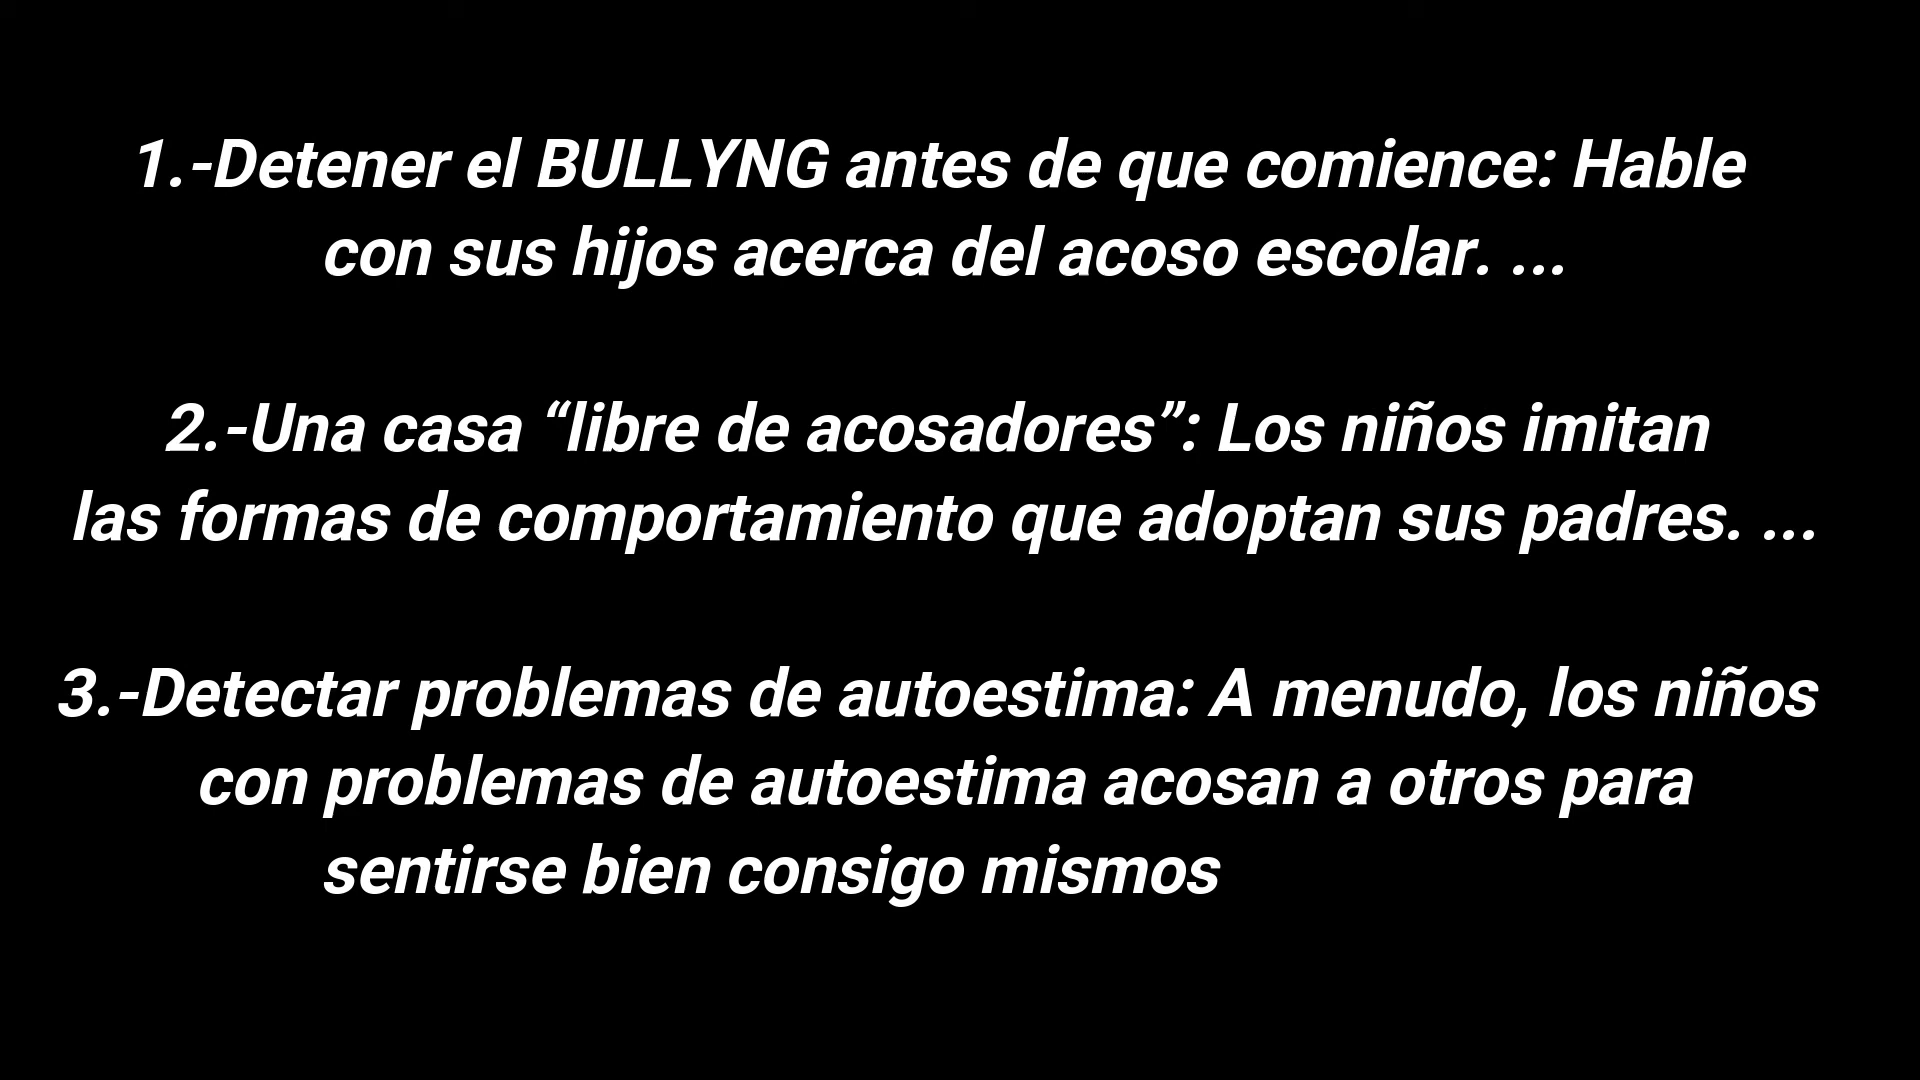 1.-Detener el BULLYNG antes de que comience: Hable
con sus hijos acerca del acoso escolar. ...
2.-Una casa “libre de acosadores”: Los niños imitan
las formas de comportamiento que adoptan sus padres. ...
3.-Detectar problemas de autoestima: A menudo, los niños
con problemas de autoestima acosan a otros para
sentirse bien consigo mismos